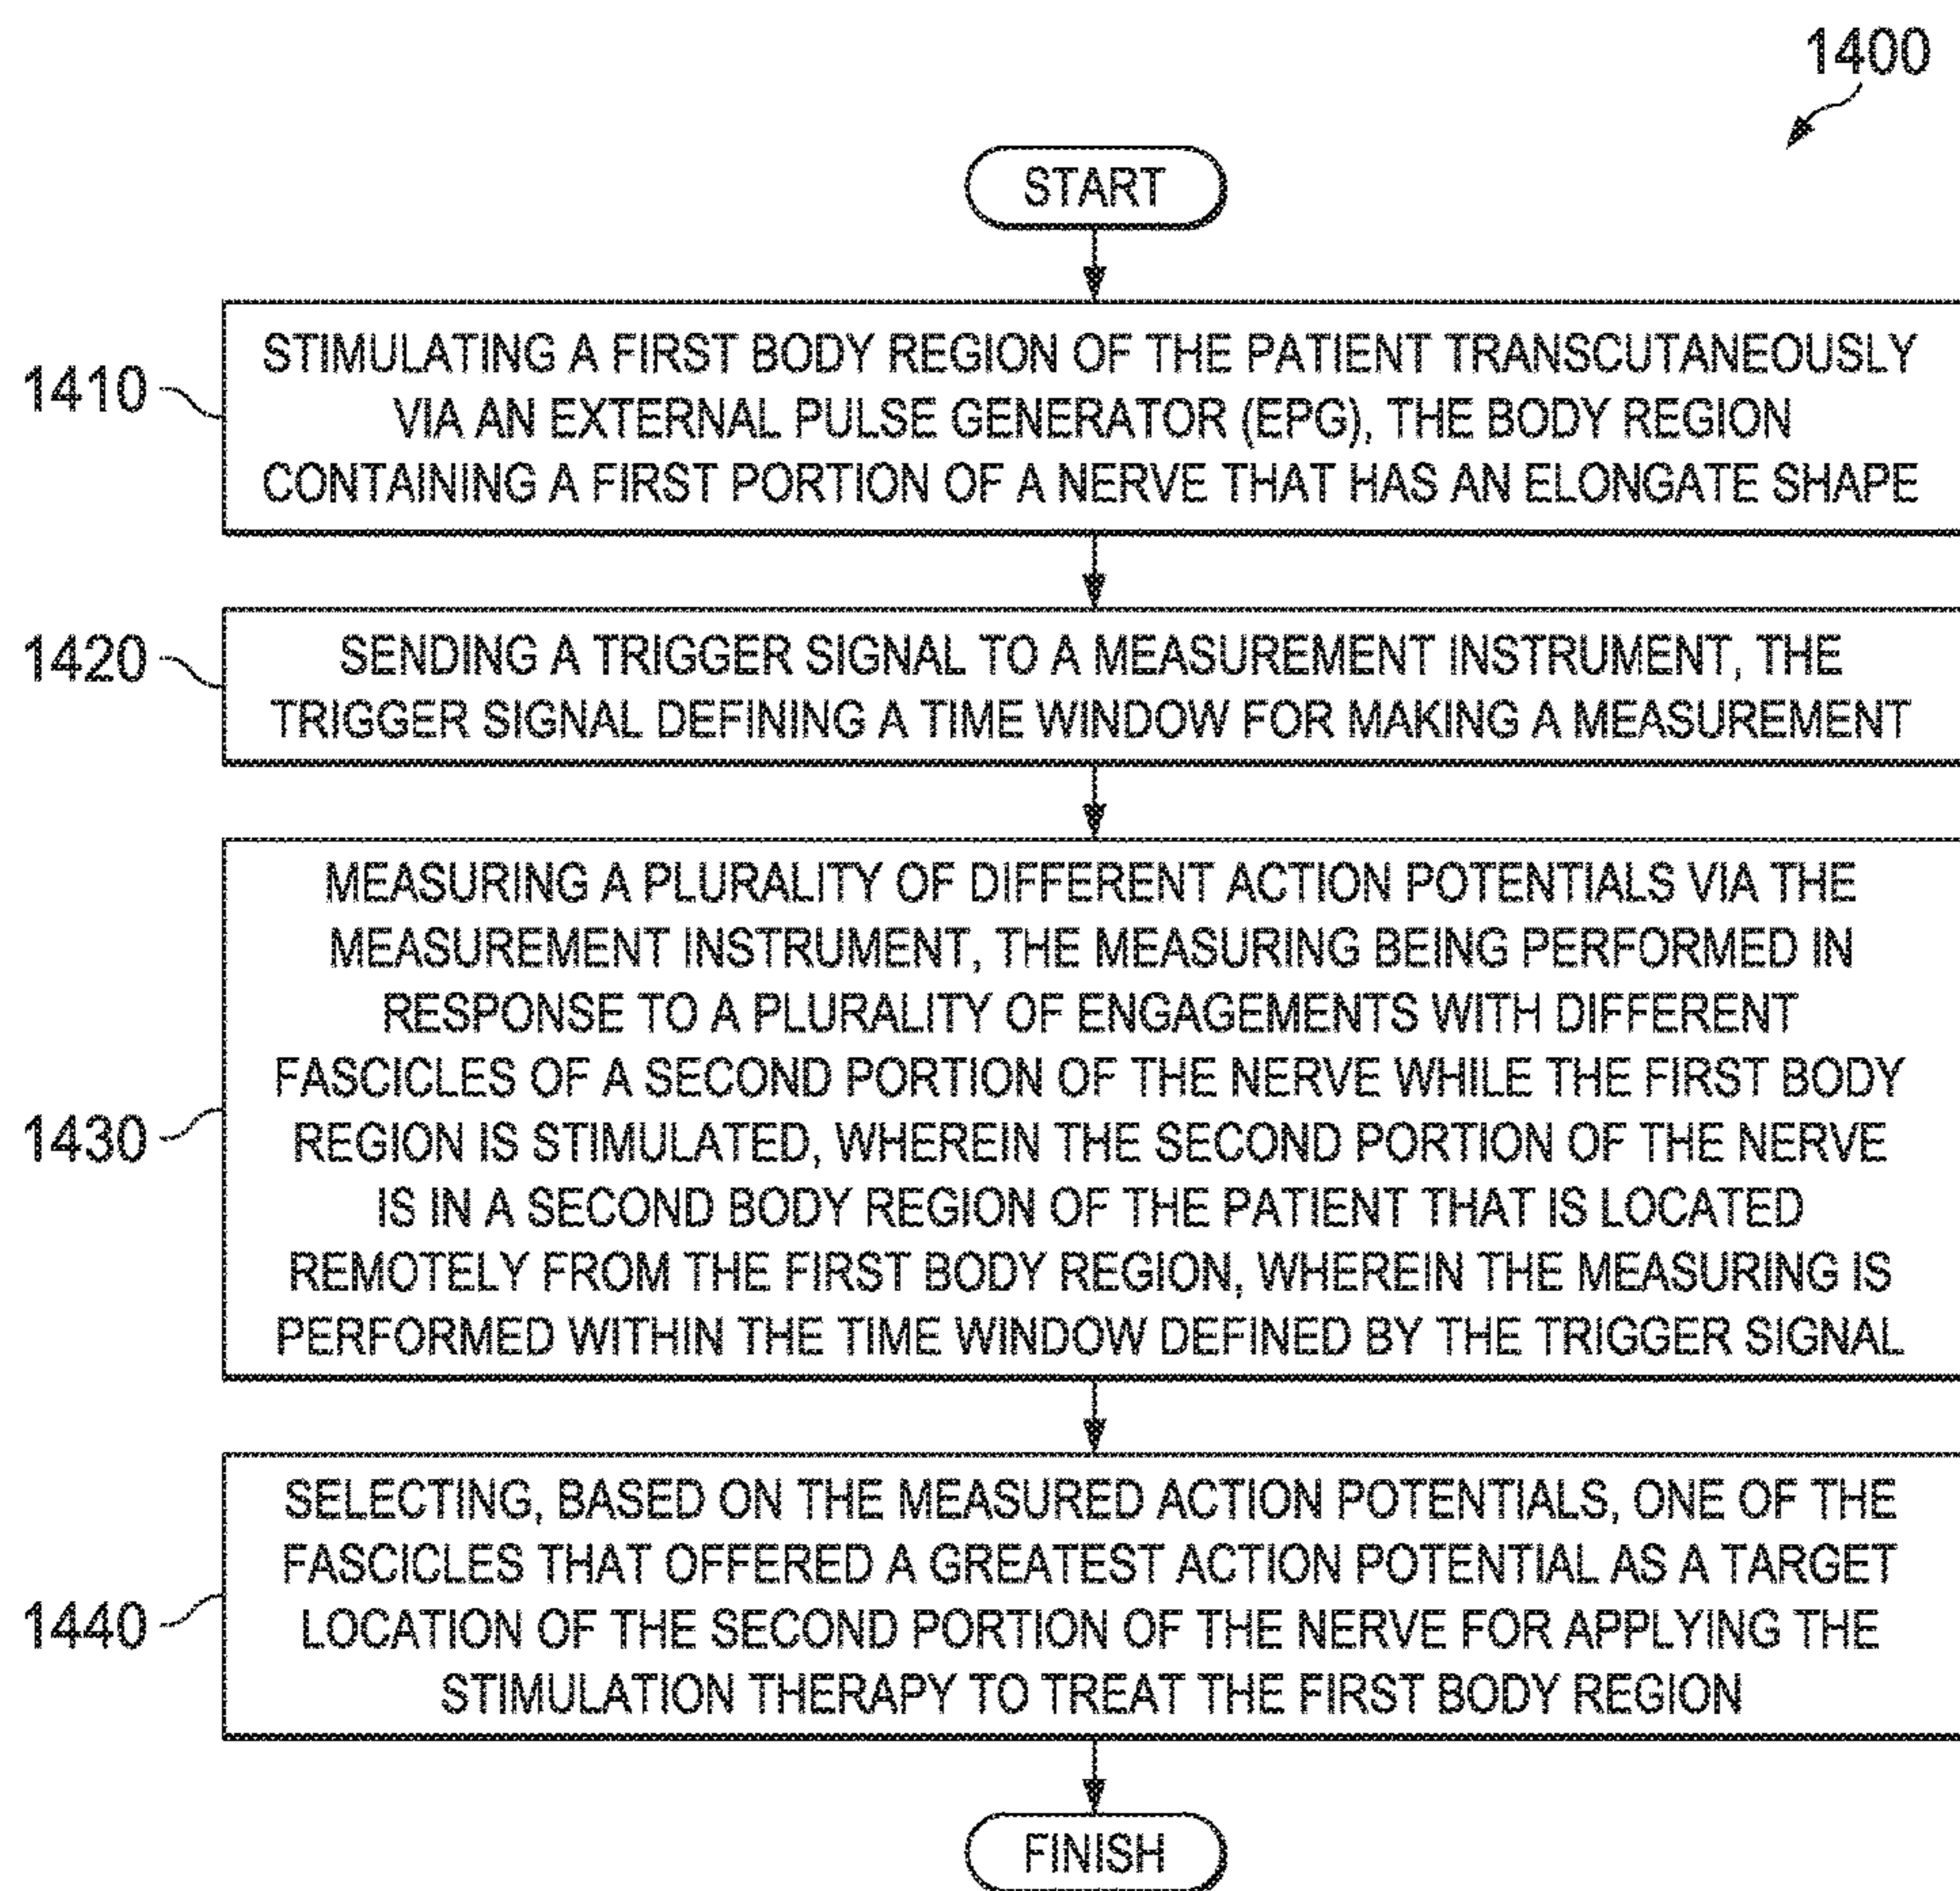 1400
START
1410
STIMULATING A FIRST BODY REGION OF THE PATIENT TRANSCUTANEOUSLY
VIA AN EXTERNAL PULSE GENERATOR (EPG), THE BODY REGION
CONTAINING A FIRST PORTION OF A NERVE THAT HAS AN ELONGATE SHAPE
1420
SENDING A TRIGGER SIGNAL TO A MEASUREMENT INSTRUMENT, THE
TRIGGER SIGNAL DEFINING A TIME WINDOW FOR MAKING A MEASUREMENT
1430
MEASURING A PLURALITY OF DIFFERENT ACTION POTENTIALS VIA THE
MEASUREMENT INSTRUMENT, THE MEASURING BEING PERFORMED IN
RESPONSE TO A PLURALITY OF ENGAGEMENTS WITH DIFFERENT
FASCICLES OF A SECOND PORTION OF THE NERVE WHILE THE FIRST BODY
REGION IS STIMULATED, WHEREIN THE SECOND PORTION OF THE NERVE
IS IN A SECOND BODY REGION OF THE PATIENT THAT IS LOCATED
REMOTELY FROM THE FIRST BODY REGION, WHEREIN THE MEASURING IS
PERFORMED WITHIN THE TIME WINDOW DEFINED BY THE TRIGGER SIGNAL
1440
SELECTING, BASED ON THE MEASURED ACTION POTENTIALS, ONE OF THE
FASCICLES THAT OFFERED A GREATEST ACTION POTENTIAL AS A TARGET
LOCATION OF THE SECOND PORTION OF THE NERVE FOR APPLYING THE
STIMULATION THERAPY TO TREAT THE FIRST BODY REGION
FINISH